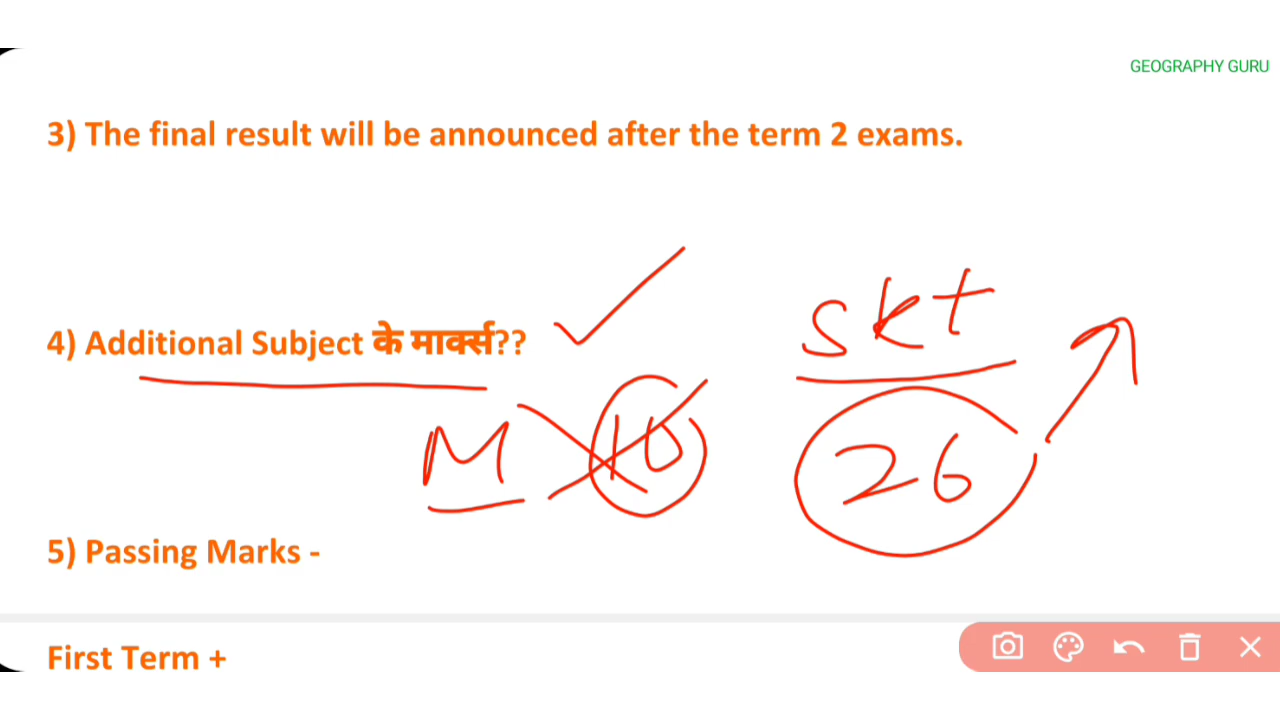 GEOGRAPHY GURU
3) The final result will be announced after the term 2 exams.
skt
4) Additional Subject के मार्क्स??
M 10
26
5) Passing Marks -
First Term +